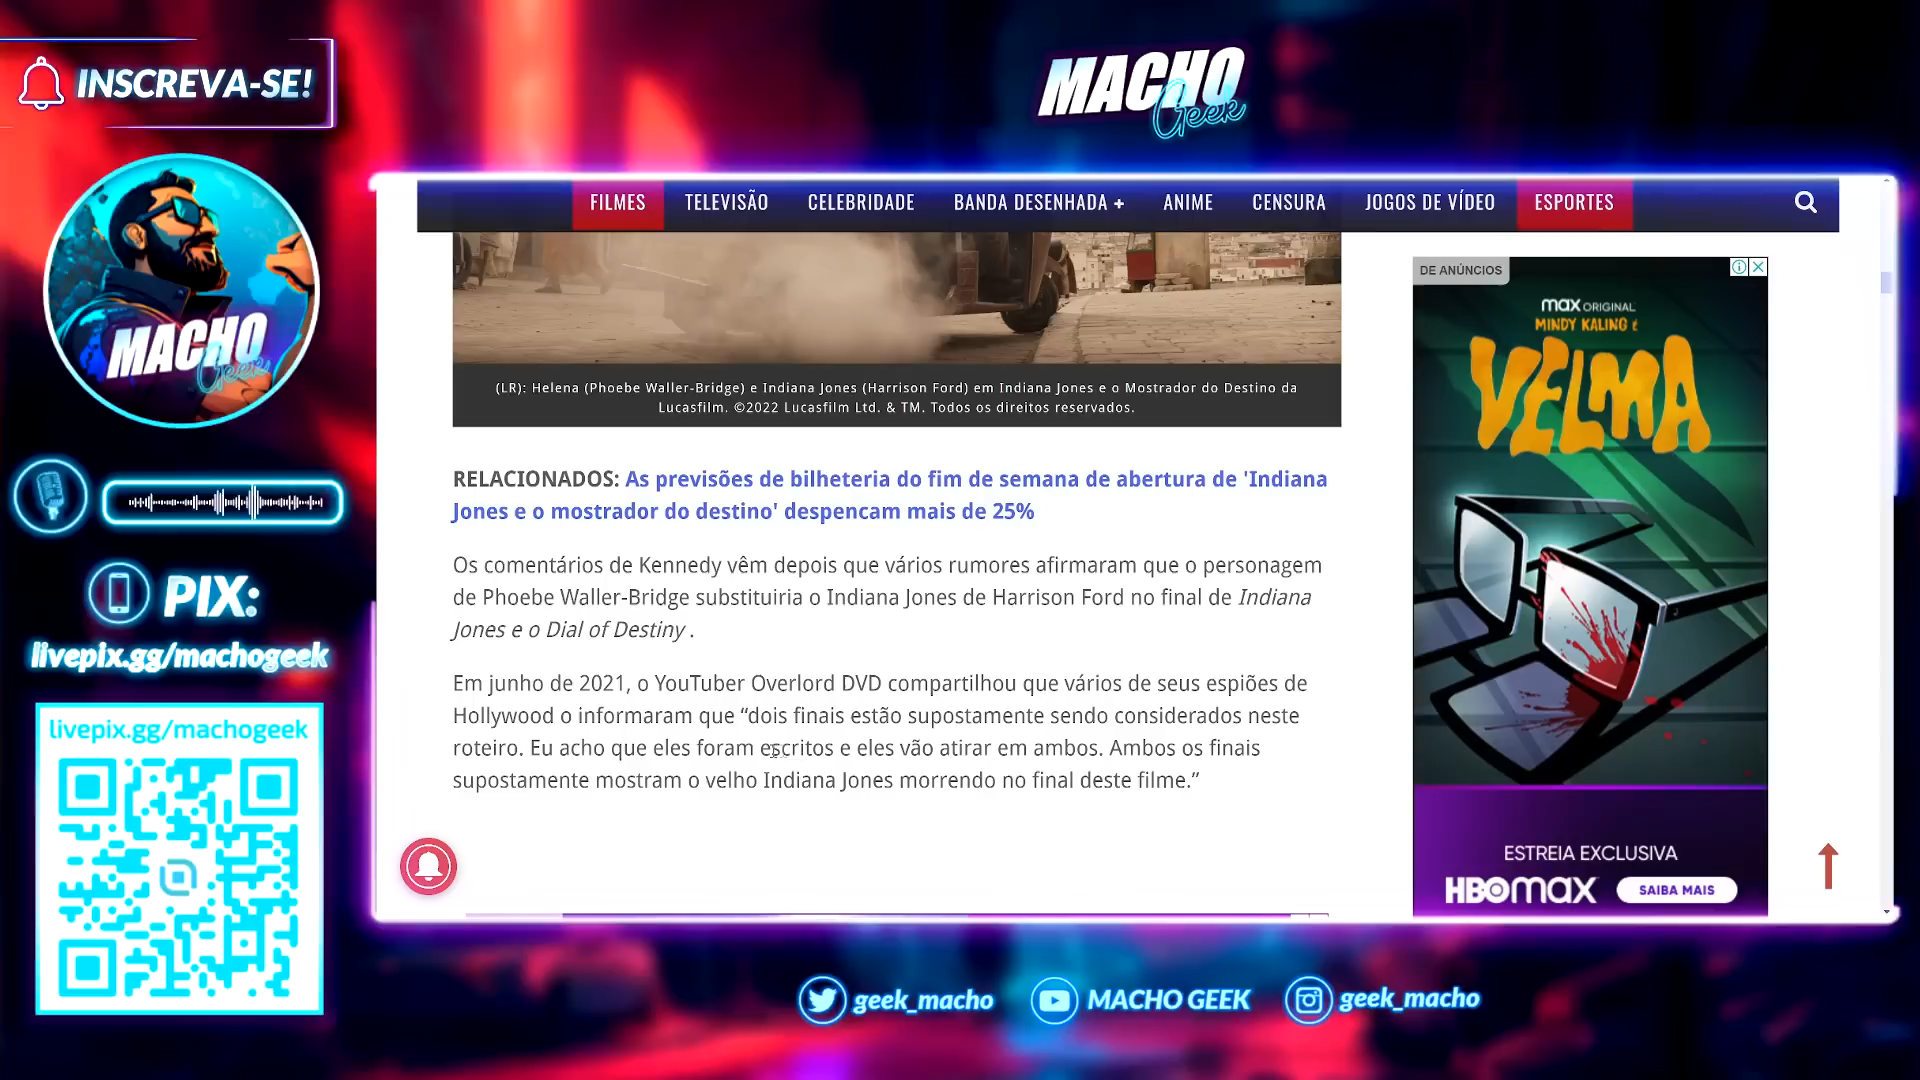 INSCREVA-SE!
MACHO
Geek
MACHO
Geek
PIX:
livepix.gg/machogeek
livepix.gg/machogeek
FILMES TELEVISÃO CELEBRIDADE BANDA DESENHADA + ANIME CENSURA JOGOS DE VÍDEO ESPORTES
(LR): Helena (Phoebe Waller-Bridge) e Indiana Jones (Harrison Ford) em Indiana Jones e o Mostrador do Destino da
Lucasfilm. ©2022 Lucasfilm Ltd. & TM. Todos os direitos reservados.
RELACIONADOS: As previsões de bilheteria do fim de semana de abertura de 'Indiana
Jones e o mostrador do destino' despencam mais de 25%
Os comentários de Kennedy vêm depois que vários rumores afirmaram que o personagem
de Phoebe Waller-Bridge substituiria o Indiana Jones de Harrison Ford no final de Indiana
Jones e o Dial of Destiny .
Em junho de 2021, o YouTuber Overlord DVD compartilhou que vários de seus espiões de
Hollywood o informaram que “dois finais estão supostamente sendo considerados neste
roteiro. Eu acho que eles foram escritos e eles vão atirar em ambos. Ambos os finais
supostamente mostram o velho Indiana Jones morrendo no final deste filme.”
DE ANÚNCIOS
max ORIGINAL
MINDY KALING É
VELMA
ESTREIA EXCLUSIVA
HBOmax SAIBA MAIS
geek_macho MACHO GEEK geek_macho